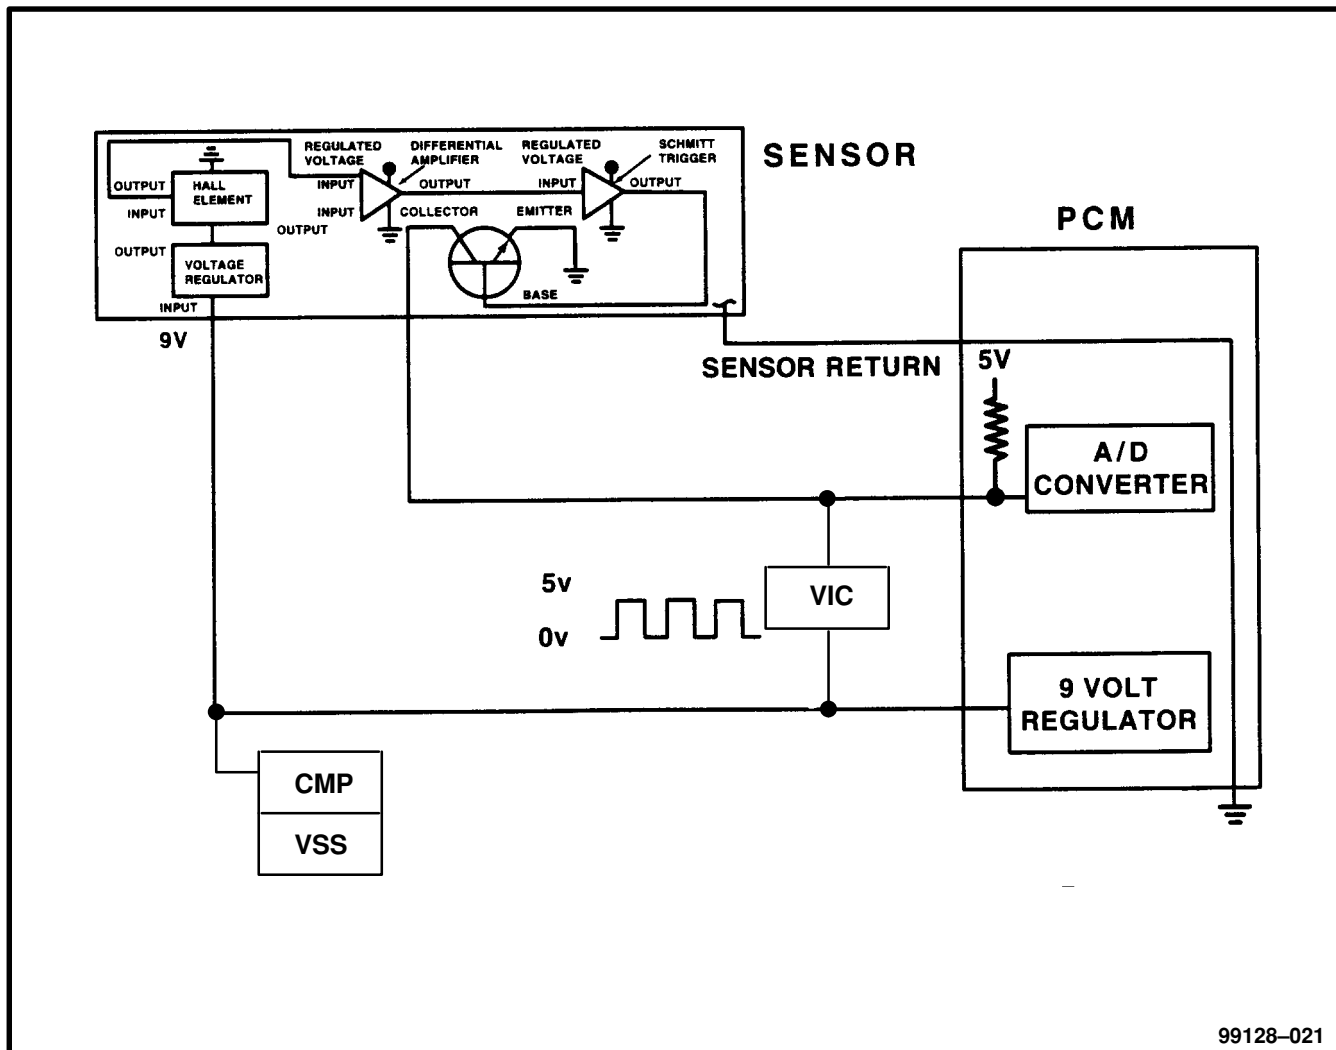 SENSOR
REGULATED
VOLTAGE
DIFFERENTIAL
AMPLIFIER
REGULATED
VOLTAGE
SCHMITT
TRIGGER
OUTPUT
HALL
ELEMENT
INPUT
INPUT
OUTPUT
INPUT
OUTPUT
INPUT
COLLECTOR
EMITTER
OUTPUT
OUTPUT
VOLTAGE
REGULATOR
INPUT
BASE
9V
SENSOR RETURN
PCM
5V
A/D
CONVERTER
5v
0v
VIC
9 VOLT
REGULATOR
CMP
VSS
99128–021